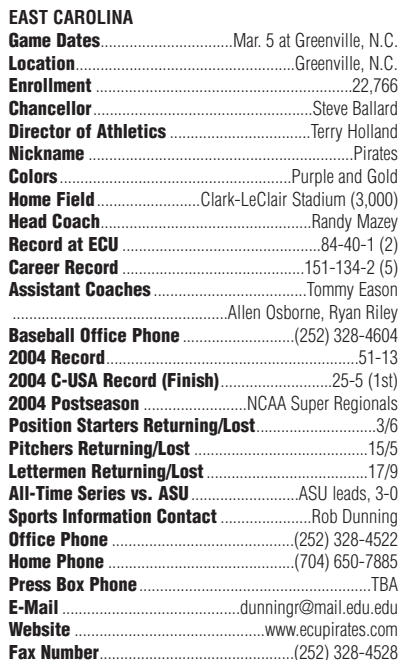 EAST CAROLINA
Game Dates................................Mar. 5 at Greenville, N.C.
Location.....................................................Greenville, N.C.
Enrollment ..............................................................22,766
Chancellor.....................................................Steve Ballard
Director of Athletics ..................................Terry Holland
Nickname ................................................................Pirates
Colors........................................................Purple and Gold
Home Field.........................Clark-LeClair Stadium (3,000)
Head Coach...................................................Randy Mazey
Record at ECU .................................................84-40-1 (2)
Career Record .............................................151-134-2 (5)
Assistant Coaches.....................................Tommy Eason
....................................................Allen Osborne, Ryan Riley
Baseball Office Phone ...........................(252) 328-4604
2004 Record.............................................................51-13
2004 C-USA Record (Finish)...........................25-5 (1st)
2004 Postseason .........................NCAA Super Regionals
Position Starters Returning/Lost.............................3/6
Pitchers Returning/Lost ..........................................15/5
Lettermen Returning/Lost........................................17/9
All-Time Series vs. ASU..........................ASU leads, 3-0
Sports Information Contact ......................Rob Dunning
Office Phone ............................................(252) 328-4522
Home Phone ............................................(704) 650-7885
Press Box Phone........................................................TBA
E-Mail ...........................................dunningr@mail.edu.edu
Website ..............................................www.ecupirates.com
Fax Number...............................................(252) 328-4528